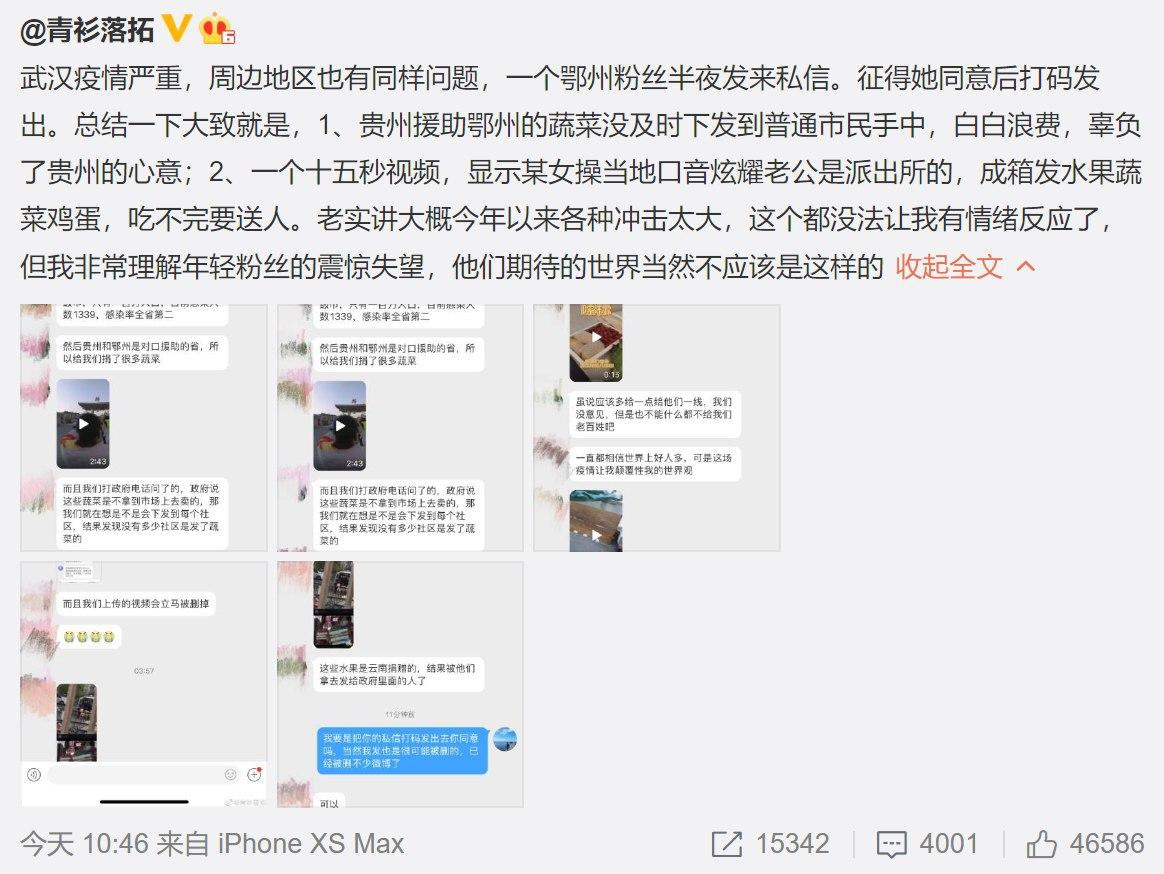 @青衫落拓
武汉疫情严重，周边地区也有同样问题，一个鄂州粉丝半夜发来私信。征得她同意后打码发
出。总结一下大致就是，1、贵州援助鄂州的蔬菜没及时下发到普通市民手中，白白浪费，辜负
了贵州的心意；2、一个十五秒视频，显示某女操当地口音炫耀老公是派出所的，成箱发水果蔬
菜鸡蛋，吃不完要送人。老实讲大概今年以来各种冲击太大，这个都没法让我有情绪反应了，
但我非常理解年轻粉丝的震惊失望，他们期待的世界当然不应该是这样的 收起全文
数1339，感染率全省第二
然后贵州和鄂州是对口援助的省，所
以给我们捐了很多蔬菜
2:43
而且我们打政府电话问了的，政府说
这些蔬菜是不拿到市场上去卖的，那
我们就在想是不是会下发到每个社
区，结果发现没有多少社区是发了蔬
菜的
数1339，感染率全省第二
然后贵州和鄂州是对口援助的省，所
以给我们捐了很多蔬菜
2:43
而且我们打政府电话问了的，政府说
这些蔬菜是不拿到市场上去卖的，那
我们就在想是不是会下发到每个社
区，结果发现没有多少社区是发了蔬
菜的
0:15
虽说应该多给一点给他们一线，我们
没意见，但是也不能什么都不给我们
老百姓吧
一直都相信世界上好人多，可是这场
疫情让我颠覆性我的世界观
而且我们上传的视频会立马被删掉
03:57
这些水果是云南捐赠的，结果被他们
拿去发给政府里面的人了
11分钟前
我要是把你的私信打码发出去你同意
吗，当然我发也是很可能被删的，已
经被删不少微博了
可以
今天 10:46 来自 iPhone XS Max
15342
4001
46586